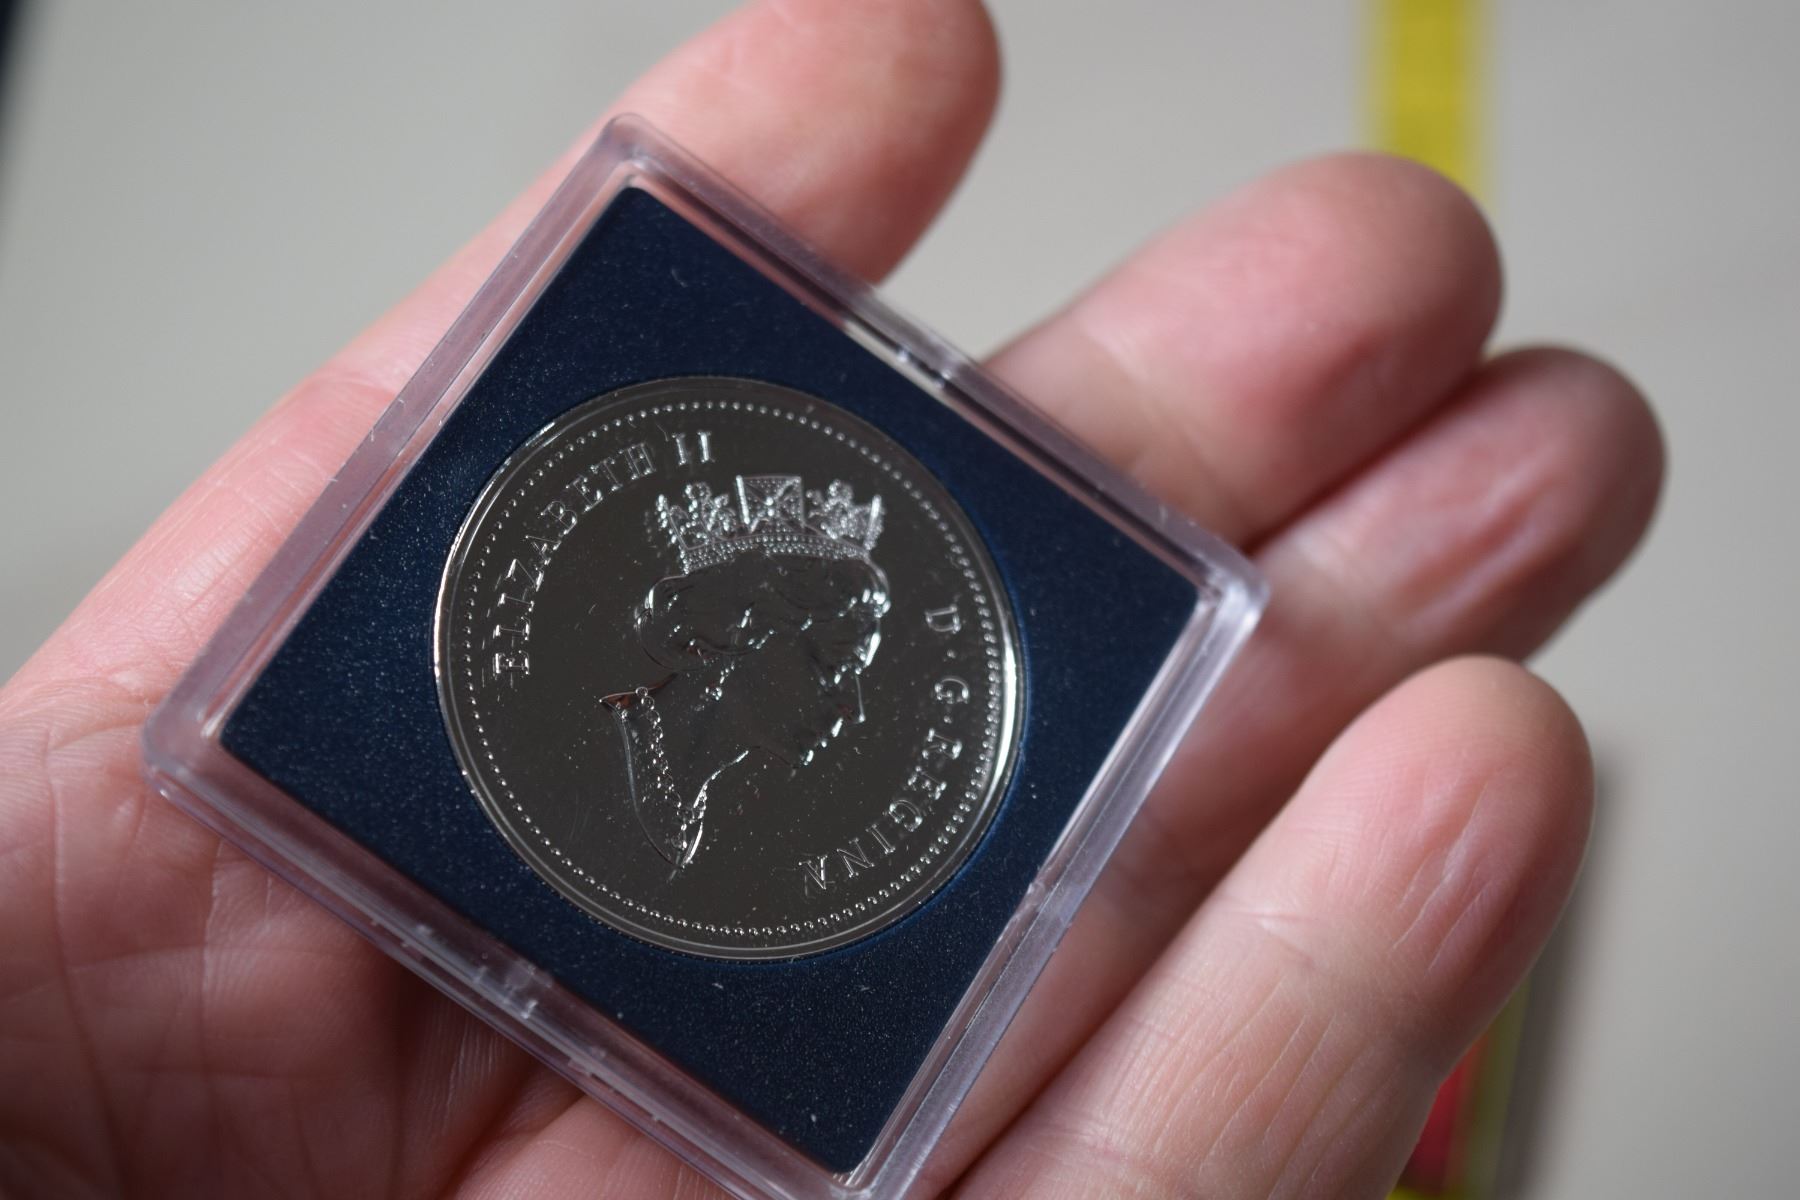 ELIZABETH II
D · G · REGINA